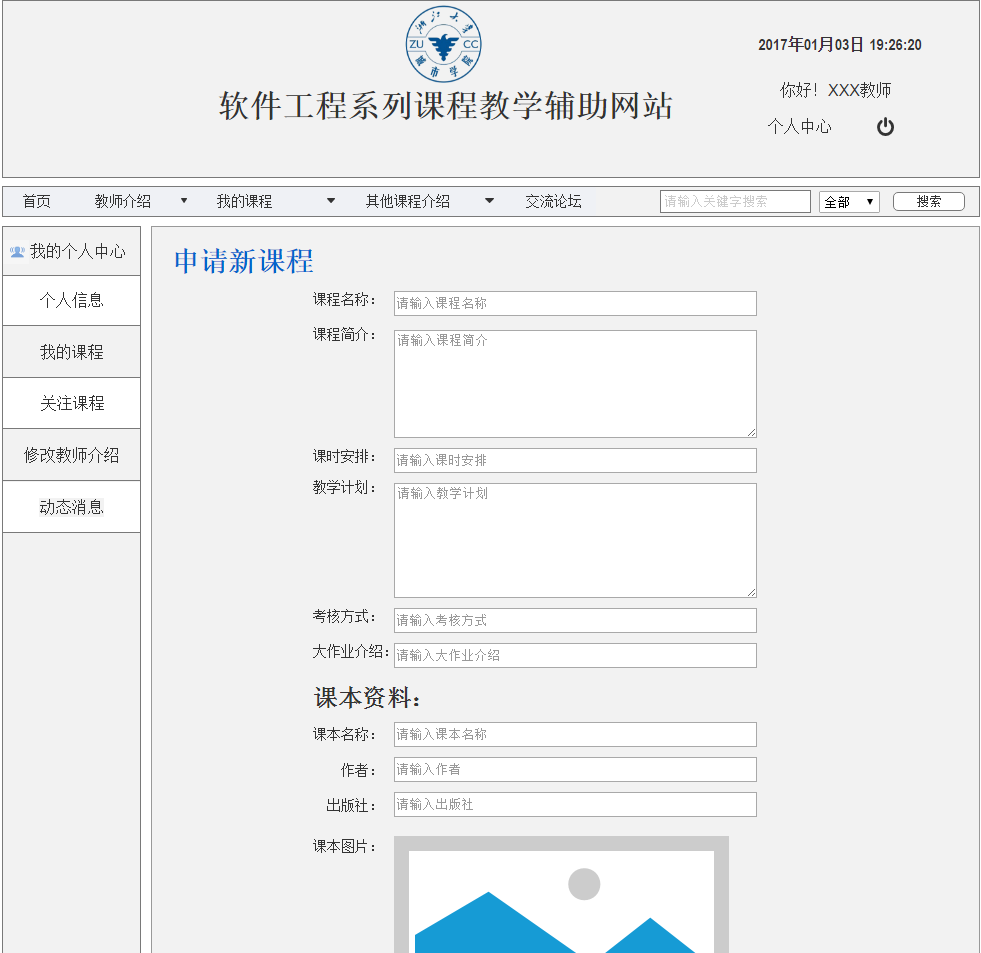 浙江大学
ZU CC
城市学院
2017年01月03日 19:26:20
软件工程系列课程教学辅助网站
你好！XXX教师
个人中心
首页 教师介绍 ▼ 我的课程 ▼ 其他课程介绍 ▼ 交流论坛 请输入关键字搜索 全部 ▼ 搜索
我的个人中心
个人信息
我的课程
关注课程
修改教师介绍
动态消息
申请新课程
课程名称： 请输入课程名称
课程简介： 请输入课程简介
课时安排： 请输入课时安排
教学计划： 请输入教学计划
考核方式： 请输入考核方式
大作业介绍： 请输入大作业介绍
课本资料：
课本名称： 请输入课本名称
作者： 请输入作者
出版社： 请输入出版社
课本图片：